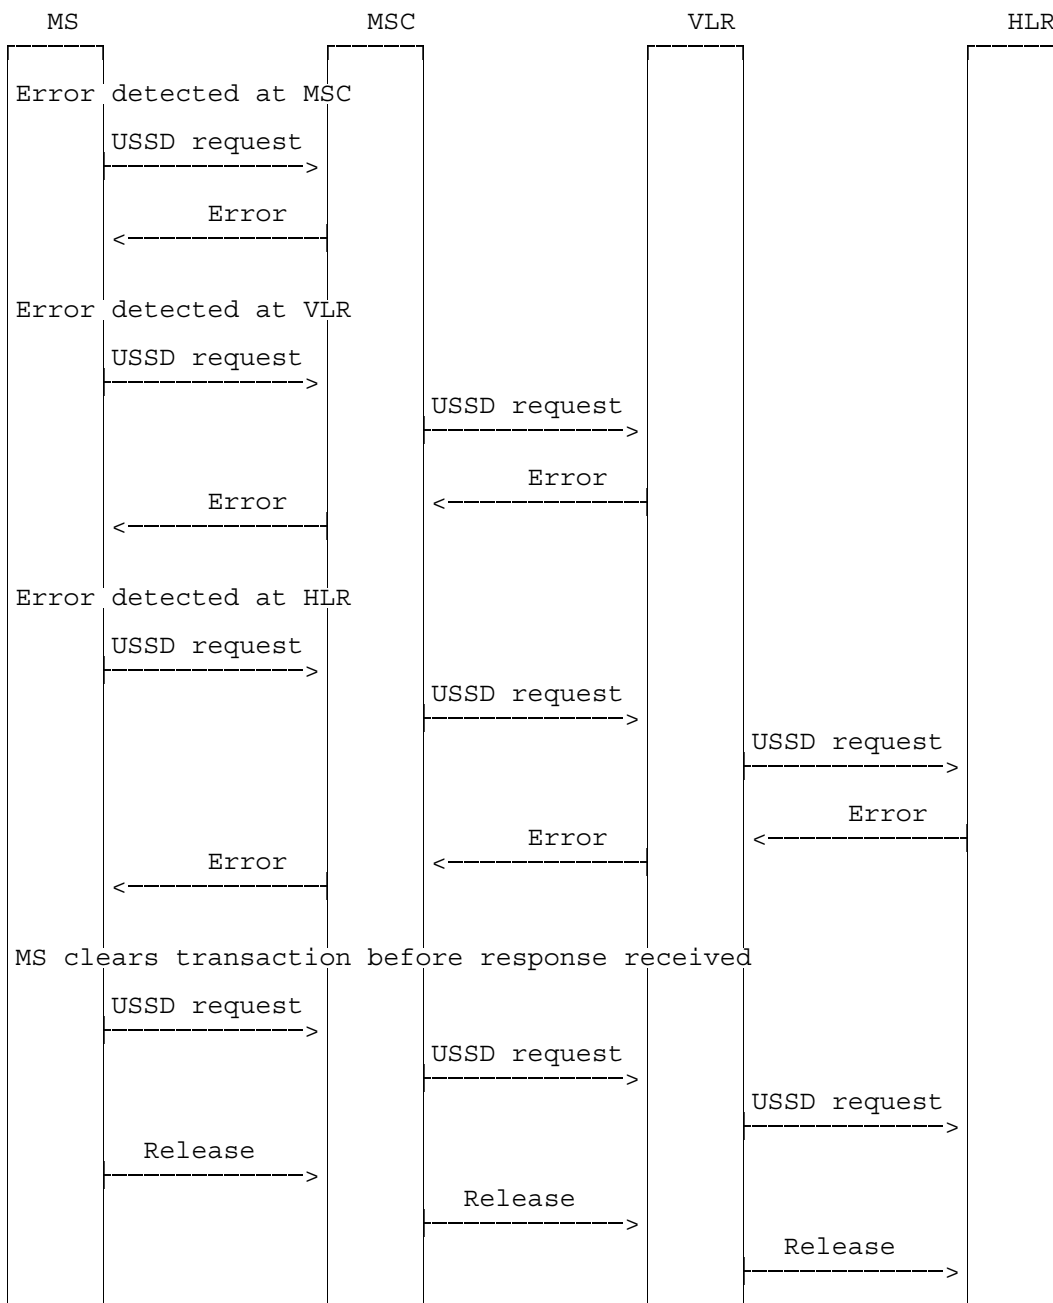 MS MSC VLR HLR
Error detected at MSC
USSD request
Error
Error detected at VLR
USSD request
USSD request
Error
Error
Error detected at HLR
USSD request
USSD request
USSD request
Error
Error
Error
MS clears transaction before response received
USSD request
USSD request
USSD request
Release
Release
Release